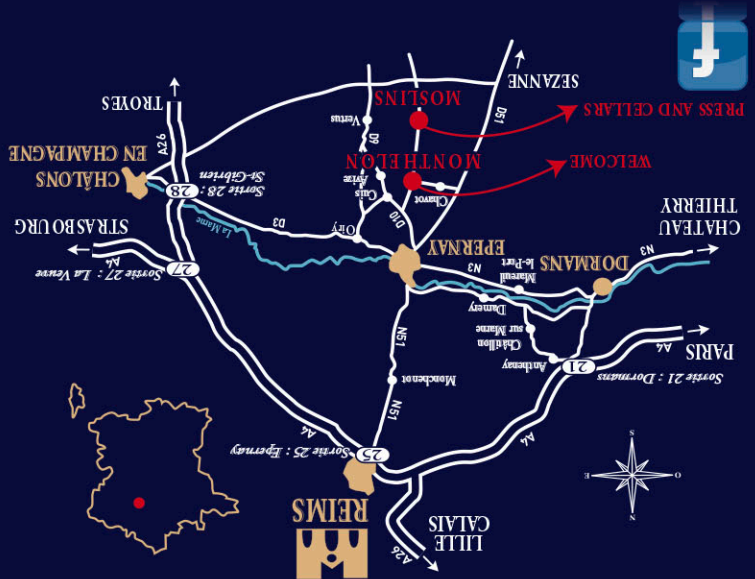 A26
LILLE
CALAIS
REIMS
N
O
E
S
25
Sortie 25 : Epernay
A4
A4
N51
Monchenot
N51
Sortie 21 : Dormans
21
PARIS
A4
Anthenay
Châtillon
sur Marne
Damery
DORMANS
Mareuil
le-Port
N3
N3
CHATEAU
THIERRY
EPERNAY
Sortie 27 : La Veuve
27
A4
STRASBOURG
La Marne
D3
Oiry
D10
Chavot
Cuis
Avize
Sortie 28 :
St-Gibrien
28
CHÂLONS
EN CHAMPAGNE
WELCOME
MONTHELON
D9
Vertus
A26
TROYES
PRESS AND CELLARS
MOSLINS
D51
SEZANNE
f